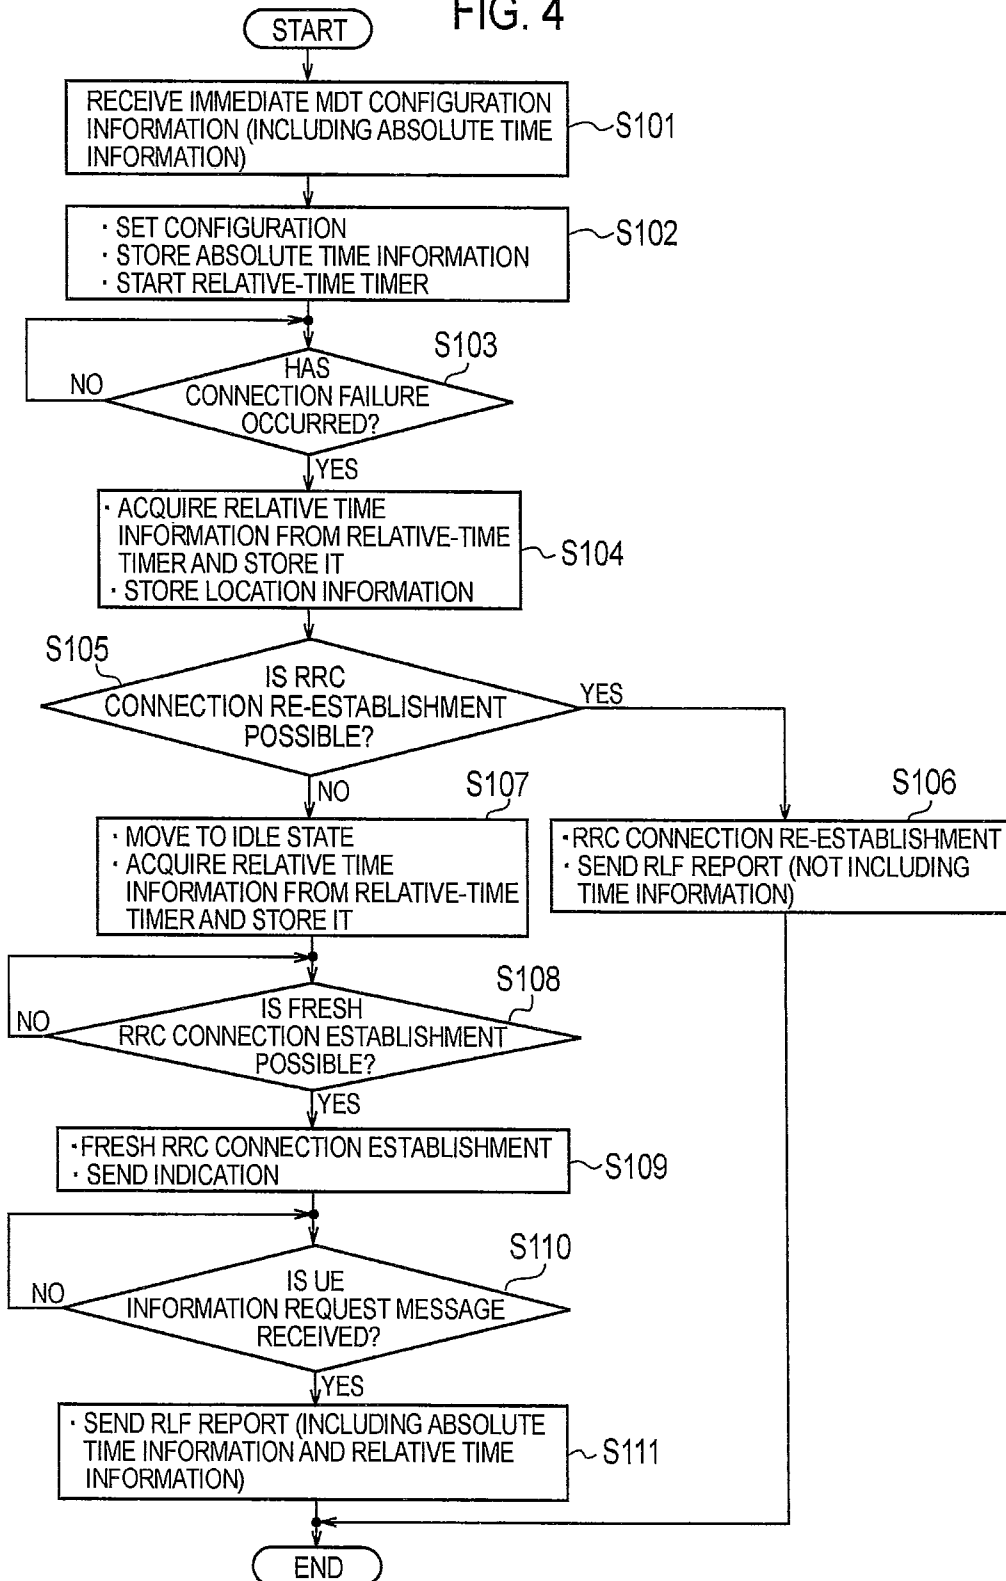 FIG. 4
START
RECEIVE IMMEDIATE MDT CONFIGURATION
INFORMATION (INCLUDING ABSOLUTE TIME
INFORMATION)
S101
· SET CONFIGURATION
· STORE ABSOLUTE TIME INFORMATION
· START RELATIVE-TIME TIMER
S102
S103
HAS
CONNECTION FAILURE
OCCURRED?
NO
YES
· ACQUIRE RELATIVE TIME
INFORMATION FROM RELATIVE-TIME
TIMER AND STORE IT
· STORE LOCATION INFORMATION
S104
S105
IS RRC
CONNECTION RE-ESTABLISHMENT
POSSIBLE?
YES
NO
S107
· MOVE TO IDLE STATE
· ACQUIRE RELATIVE TIME
INFORMATION FROM RELATIVE-TIME
TIMER AND STORE IT
S106
· RRC CONNECTION RE-ESTABLISHMENT
· SEND RLF REPORT (NOT INCLUDING
TIME INFORMATION)
S108
IS FRESH
RRC CONNECTION ESTABLISHMENT
POSSIBLE?
NO
YES
· FRESH RRC CONNECTION ESTABLISHMENT
· SEND INDICATION
S109
S110
IS UE
INFORMATION REQUEST MESSAGE
RECEIVED?
NO
YES
· SEND RLF REPORT (INCLUDING ABSOLUTE
TIME INFORMATION AND RELATIVE TIME
INFORMATION)
S111
END